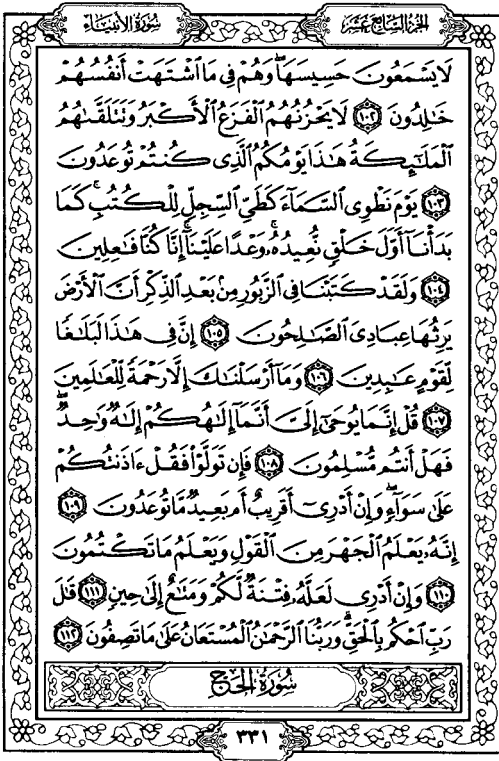 الجزء السابع عشر
سورة الأنبياء
لَا يَسْمَعُونَ حَسِيسَهَا ۖ وَهُمْ فِي مَا اشْتَهَتْ أَنفُسُهُمْ
خَالِدُونَ ﴿١٠٢﴾ لَا يَحْزُنُهُمُ الْفَزَعُ الْأَكْبَرُ وَتَتَلَقَّاهُمُ
الْمَلَائِكَةُ هَٰذَا يَوْمُكُمُ الَّذِي كُنتُمْ تُوعَدُونَ
﴿١٠٣﴾ يَوْمَ نَطْوِي السَّمَاءَ كَطَيِّ السِّجِلِّ لِلْكُتُبِ ۚ كَمَا
بَدَأْنَا أَوَّلَ خَلْقٍ نُّعِيدُهُ ۚ وَعْدًا عَلَيْنَا ۚ إِنَّا كُنَّا فَاعِلِينَ
﴿١٠٤﴾ وَلَقَدْ كَتَبْنَا فِي الزَّبُورِ مِنْ بَعْدِ الذِّكْرِ أَنَّ الْأَرْضَ
يَرِثُهَا عِبَادِيَ الصَّالِحُونَ ﴿١٠٥﴾ إِنَّ فِي هَٰذَا لَبَلَاغًا
لِّقَوْمٍ عَابِدِينَ ﴿١٠٦﴾ وَمَا أَرْسَلْنَاكَ إِلَّا رَحْمَةً لِّلْعَالَمِينَ
﴿١٠٧﴾ قُلْ إِنَّمَا يُوحَىٰ إِلَيَّ أَنَّمَا إِلَٰهُكُمْ إِلَٰهٌ وَاحِدٌ ۖ
فَهَلْ أَنتُم مُّسْلِمُونَ ﴿١٠٨﴾ فَإِن تَوَلَّوْا فَقُلْ ءَاذَنتُكُمْ
عَلَىٰ سَوَاءٍ ۖ وَإِنْ أَدْرِي أَقَرِيبٌ أَم بَعِيدٌ مَّا تُوعَدُونَ ﴿١٠٩﴾
إِنَّهُ يَعْلَمُ الْجَهْرَ مِنَ الْقَوْلِ وَيَعْلَمُ مَا تَكْتُمُونَ
﴿١١٠﴾ وَإِنْ أَدْرِي لَعَلَّهُ فِتْنَةٌ لَّكُمْ وَمَتَاعٌ إِلَىٰ حِينٍ ﴿١١١﴾ قَالَ
رَبِّ احْكُم بِالْحَقِّ ۗ وَرَبُّنَا الرَّحْمَٰنُ الْمُسْتَعَانُ عَلَىٰ مَا تَصِفُونَ ﴿١١٢﴾
سُورَةُ الْحَجِّ
٣٣١